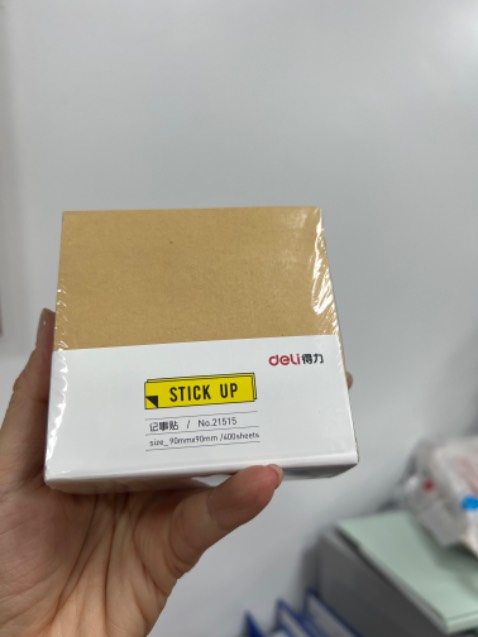 deli得力
STICK UP
记事贴 / No.21515
size_90mmx90mm /400sheets